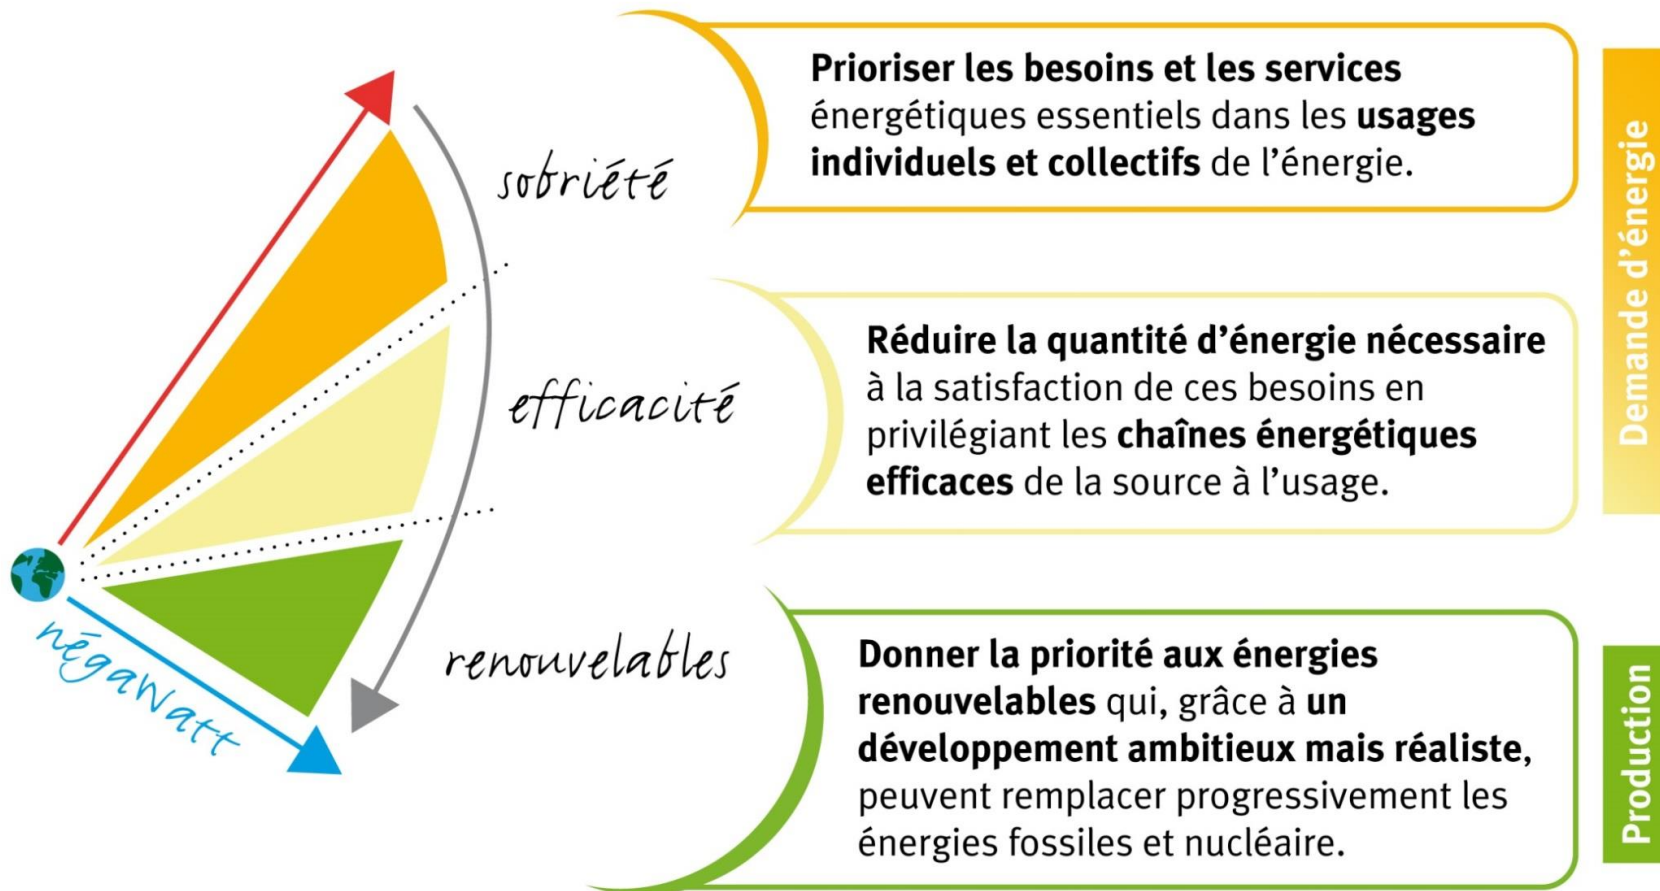 sobriété
Prioriser les besoins et les services
énergétiques essentiels dans les usages
individuels et collectifs de l’énergie.
efficacité
Réduire la quantité d’énergie nécessaire
à la satisfaction de ces besoins en
privilégiant les chaînes énergétiques
efficaces de la source à l’usage.
Demande d’énergie
renouvelables
Donner la priorité aux énergies
renouvelables qui, grâce à un
développement ambitieux mais réaliste,
peuvent remplacer progressivement les
énergies fossiles et nucléaire.
Production
négaWatt